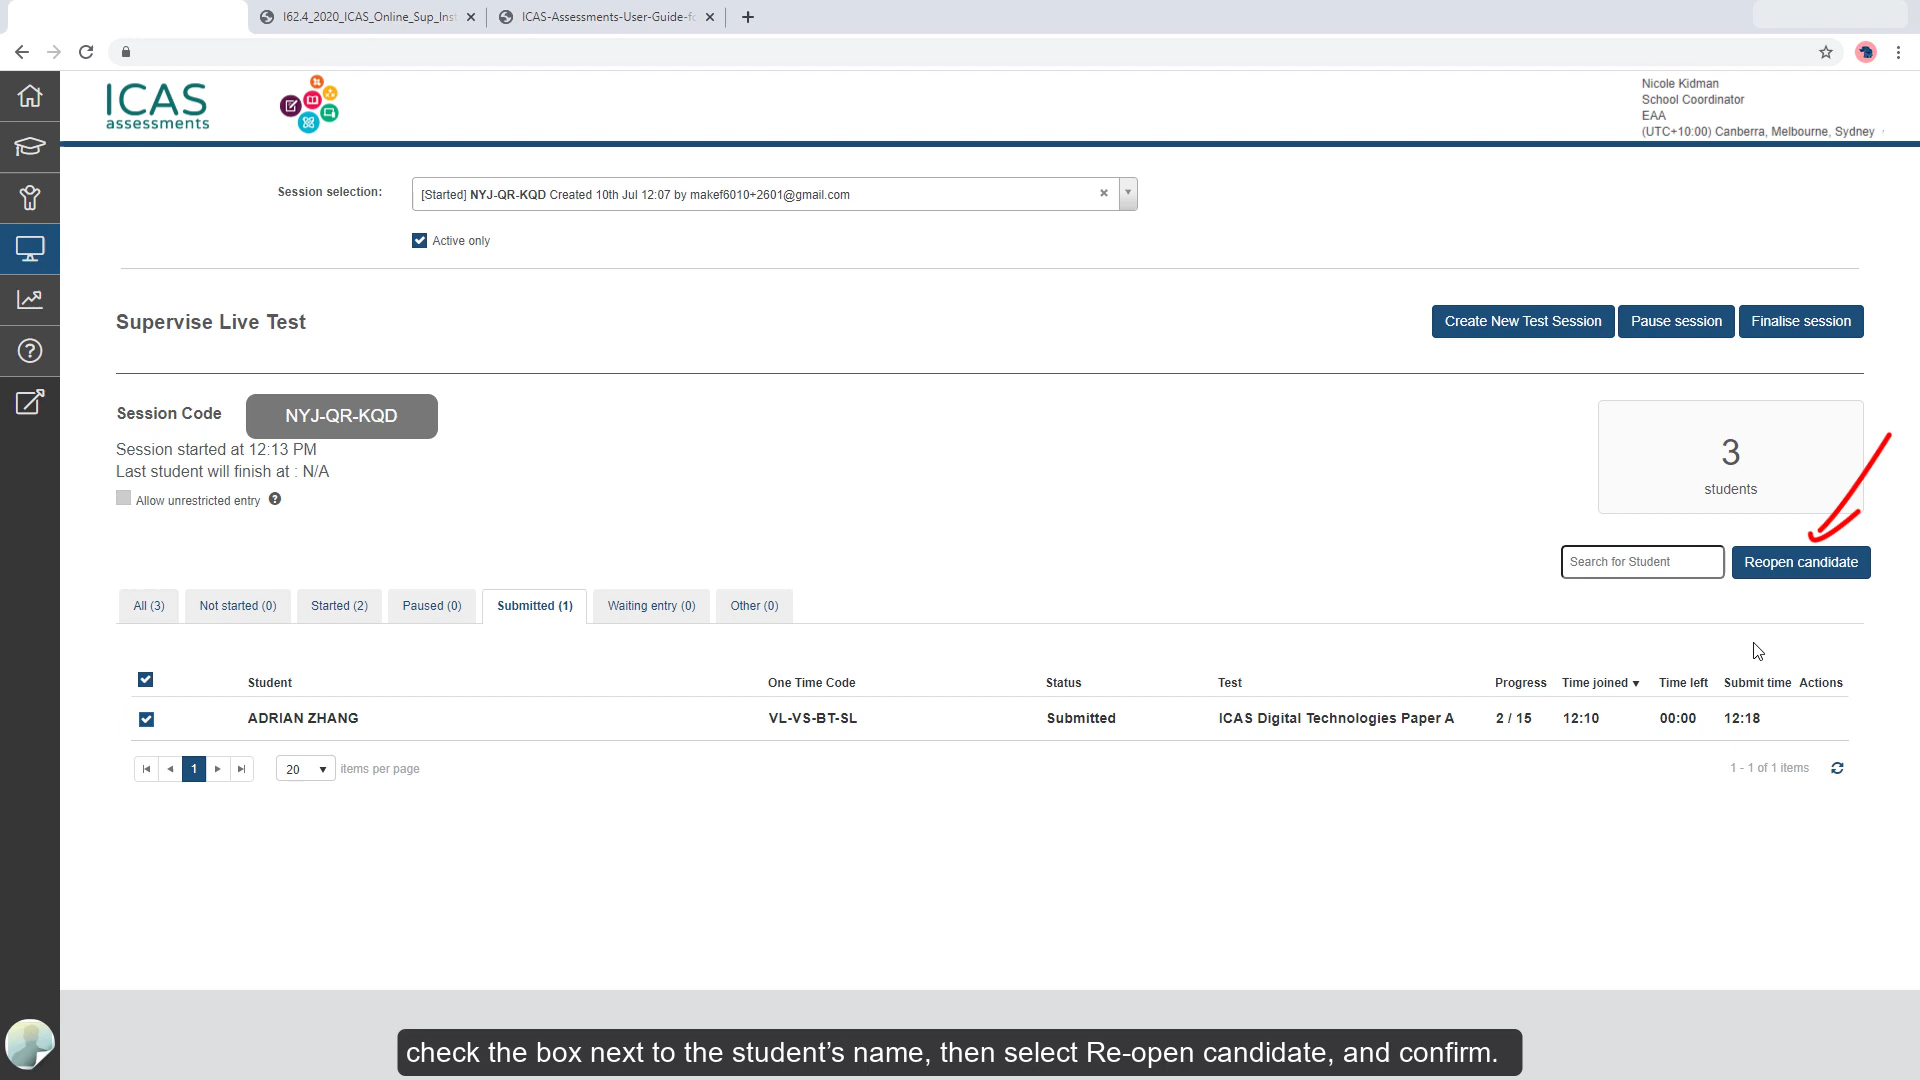 I62.4_2020_ICAS_Online_Sup_Inst
ICAS-Assessments-User-Guide-fo
ICAS
assessments
Nicole Kidman
School Coordinator
EAA
(UTC+10:00) Canberra, Melbourne, Sydney
Session selection:
[Started] NYJ-QR-KQD Created 10th Jul 12:07 by makef6010+2601@gmail.com
Active only
Supervise Live Test
Create New Test Session
Pause session
Finalise session
Session Code
NYJ-QR-KQD
Session started at 12:13 PM
Last student will finish at : N/A
Allow unrestricted entry
3
students
Search for Student
Reopen candidate
All (3)
Not started (0)
Started (2)
Paused (0)
Submitted (1)
Waiting entry (0)
Other (0)
Student One Time Code Status Test Progress Time joined Time left Submit time Actions
ADRIAN ZHANG VL-VS-BT-SL Submitted ICAS Digital Technologies Paper A 2 / 15 12:10 00:00 12:18
1
20
items per page
1 - 1 of 1 items
check the box next to the student’s name, then select Re-open candidate, and confirm.